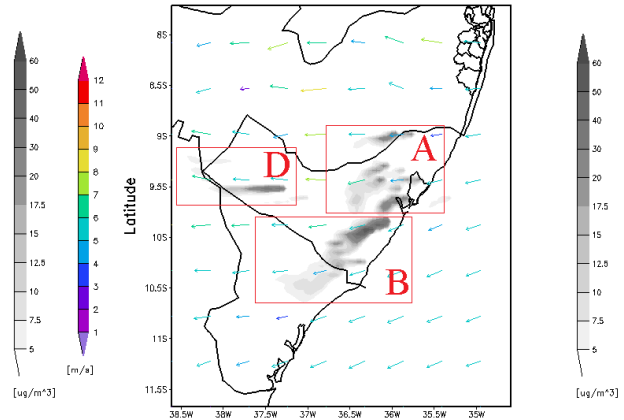 60
50
40
30
20
17.5
15
12.5
10
7.5
5
[ug/m^3]
12
11
10
9
8
7
6
5
4
3
2
1
[m/s]
Latitude
8S
8.5S
9S
9.5S
10S
10.5S
11S
11.5S
38.5W
38W
37.5W
37W
36.5W
36W
35.5W
35W
A
D
B
60
50
40
30
20
17.5
15
12.5
10
7.5
5
[ug/m^3]